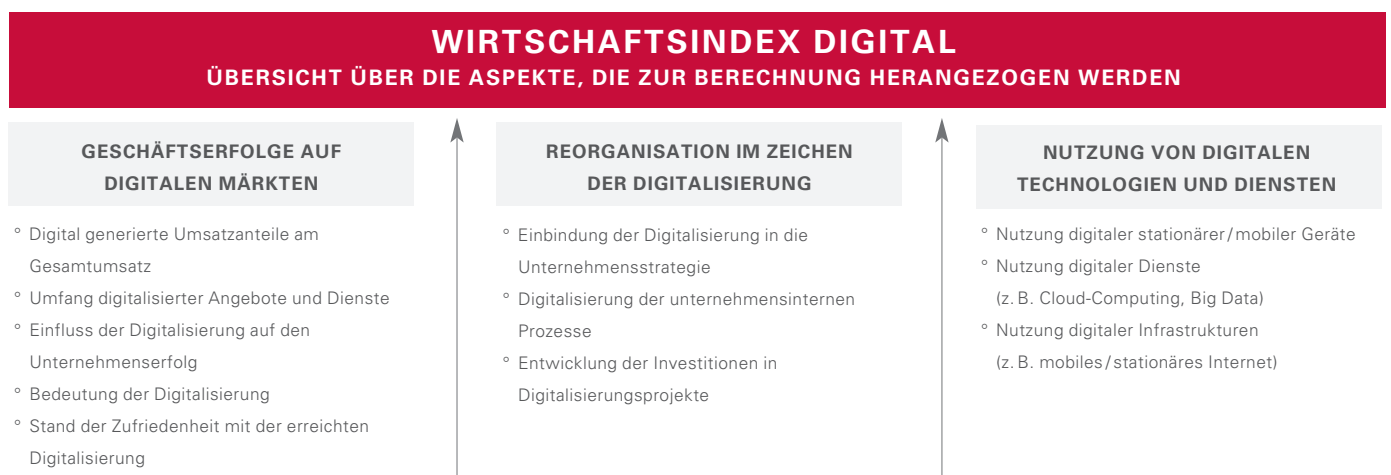 WIRTSCHAFTSINDEX DIGITAL
ÜBERSICHT ÜBER DIE ASPEKTE, DIE ZUR BERECHNUNG HERANGEZOGEN WERDEN
GESCHÄFTSERFOLGE AUF
DIGITALEN MÄRKTEN
° Digital generierte Umsatzanteile am
Gesamtumsatz
° Umfang digitalisierter Angebote und Dienste
° Einfluss der Digitalisierung auf den
Unternehmenserfolg
° Bedeutung der Digitalisierung
° Stand der Zufriedenheit mit der erreichten
Digitalisierung
REORGANISATION IM ZEICHEN
DER DIGITALISIERUNG
° Einbindung der Digitalisierung in die
Unternehmensstrategie
° Digitalisierung der unternehmensinternen
Prozesse
° Entwicklung der Investitionen in
Digitalisierungsprojekte
NUTZUNG VON DIGITALEN
TECHNOLOGIEN UND DIENSTEN
° Nutzung digitaler stationärer/mobiler Geräte
° Nutzung digitaler Dienste
(z. B. Cloud-Computing, Big Data)
° Nutzung digitaler Infrastrukturen
(z. B. mobiles/stationäres Internet)